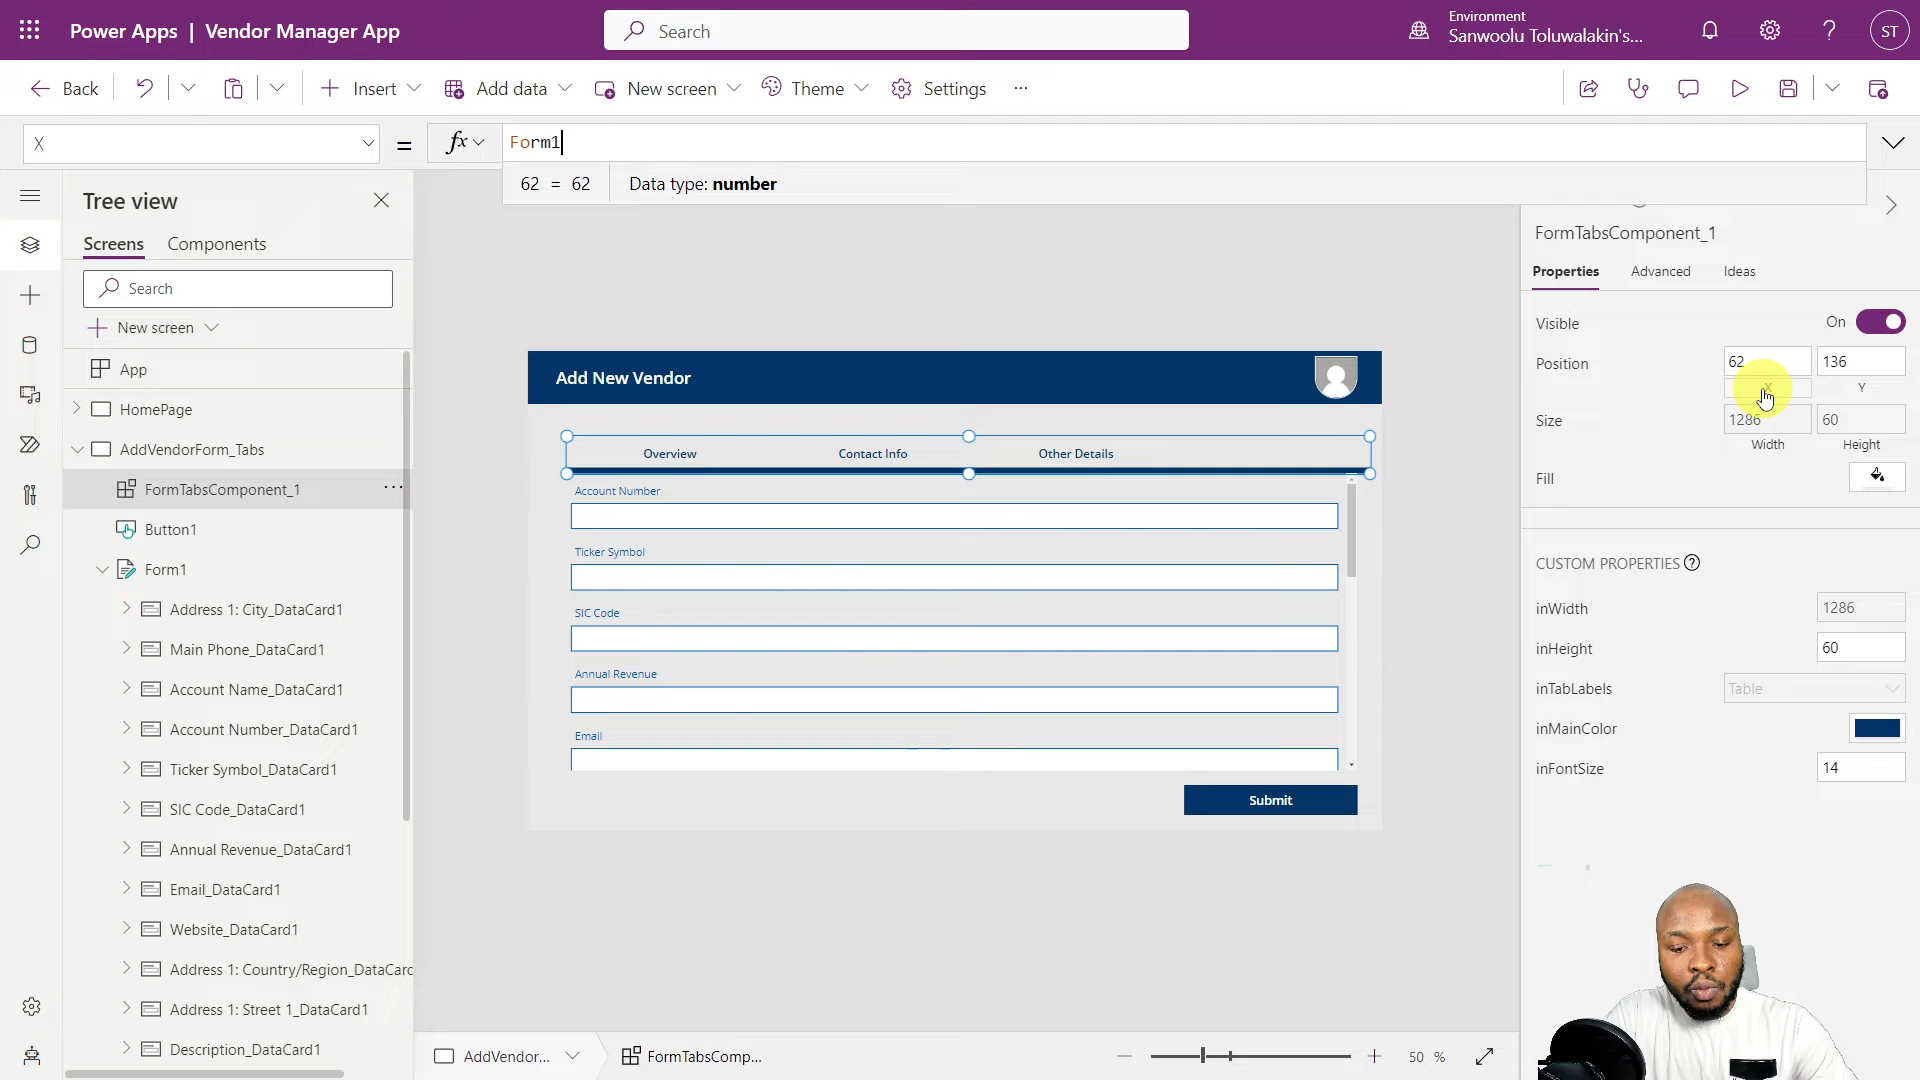 Power Apps | Vendor Manager App
Search
Environment
Sanwoolu Toluwalakin's...
ST
Back
Insert
Add data
New screen
Theme
Settings
...
X
=
fx
Form1
62 = 62
Data type: number
Tree view
Screens
Components
Search
New screen
App
HomePage
AddVendorForm_Tabs
FormTabsComponent_1
...
Button1
Form1
Address 1: City_DataCard1
Main Phone_DataCard1
Account Name_DataCard1
Account Number_DataCard1
Ticker Symbol_DataCard1
SIC Code_DataCard1
Annual Revenue_DataCard1
Email_DataCard1
Website_DataCard1
Address 1: Country/Region_DataCarc
Address 1: Street 1_DataCard1
Description_DataCard1
Add New Vendor
Overview
Contact Info
Other Details
Account Number
Ticker Symbol
SIC Code
Annual Revenue
Email
Submit
AddVendor...
FormTabsComp...
50 %
FormTabsComponent_1
Properties
Advanced
Ideas
Visible
On
Position
62
136
X
Y
Size
1286
60
Width
Height
Fill
CUSTOM PROPERTIES
inWidth
1286
inHeight
60
inTabLabels
Table
inMainColor
inFontSize
14